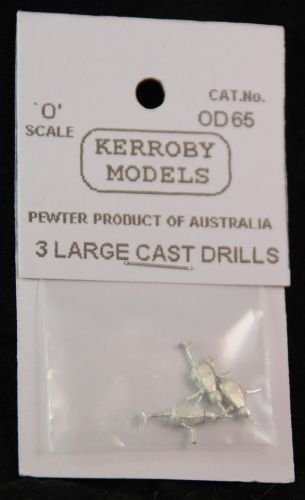 'O'
SCALE
CAT.No.
OD65
KERROBY
MODELS
PEWTER PRODUCT OF AUSTRALIA
3 LARGE CAST DRILLS